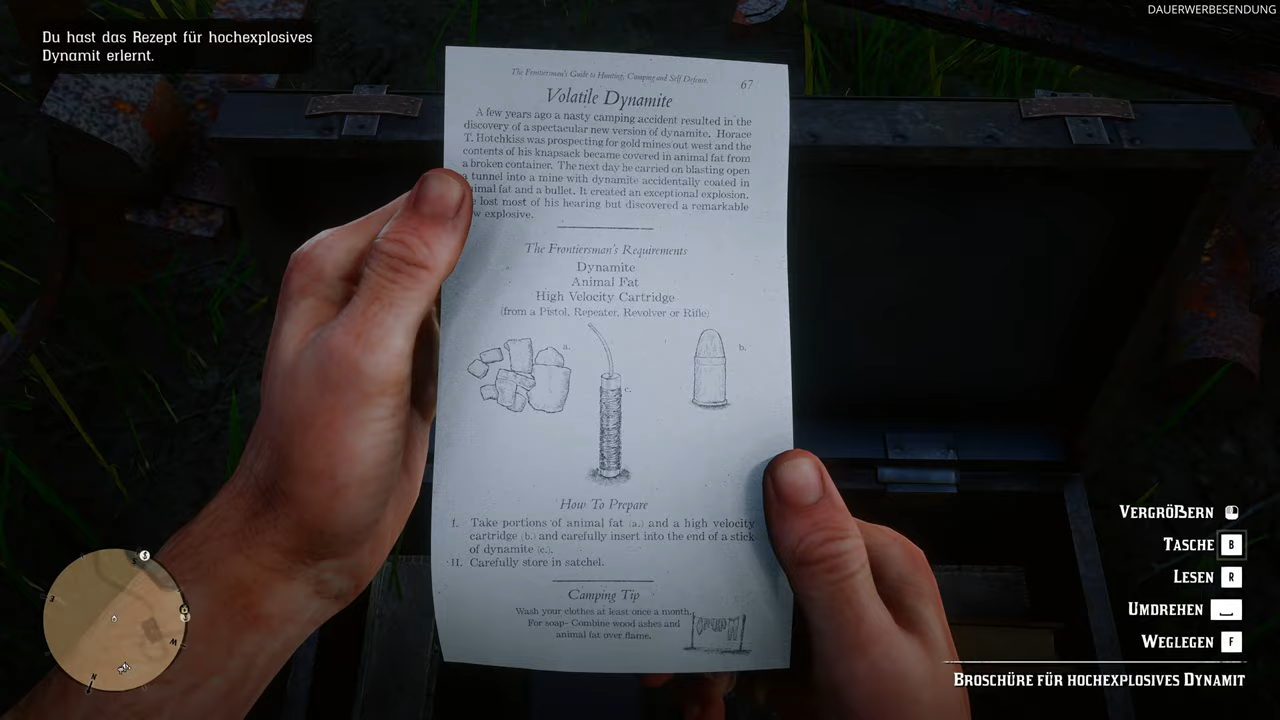 DAUERWERBESENDUNG
Du hast das Rezept für hochexplosives
Dynamit erlernt.
The Frontiersman's Guide to Hunting, Camping and Self Defense.
67
Volatile Dynamite
A few years ago a nasty camping accident resulted in the
discovery of a spectacular new version of dynamite. Horace
T. Hotchkiss was prospecting for gold mines out west and the
contents of his knapsack became covered in animal fat from
a broken container. The next day he carried on blasting open
a tunnel into a mine with dynamite accidentally coated in
nimal fat and a bullet. It created an exceptional explosion.
e lost most of his hearing but discovered a remarkable
w explosive.
The Frontiersman's Requirements
Dynamite
Animal Fat
High Velocity Cartridge
(from a Pistol, Repeater, Revolver or Rifle)
a.
b.
c.
How To Prepare
I. Take portions of animal fat (a.) and a high velocity
cartridge (b.) and carefully insert into the end of a stick
of dynamite (c.).
II. Carefully store in satchel.
Camping Tip
Wash your clothes at least once a month.
For soap- Combine wood ashes and
animal fat over flame.
Vergrößern
Tasche B
Lesen R
Umdrehen
Weglegen F
Broschüre für hochexplosives Dynamit
S
S
W
N